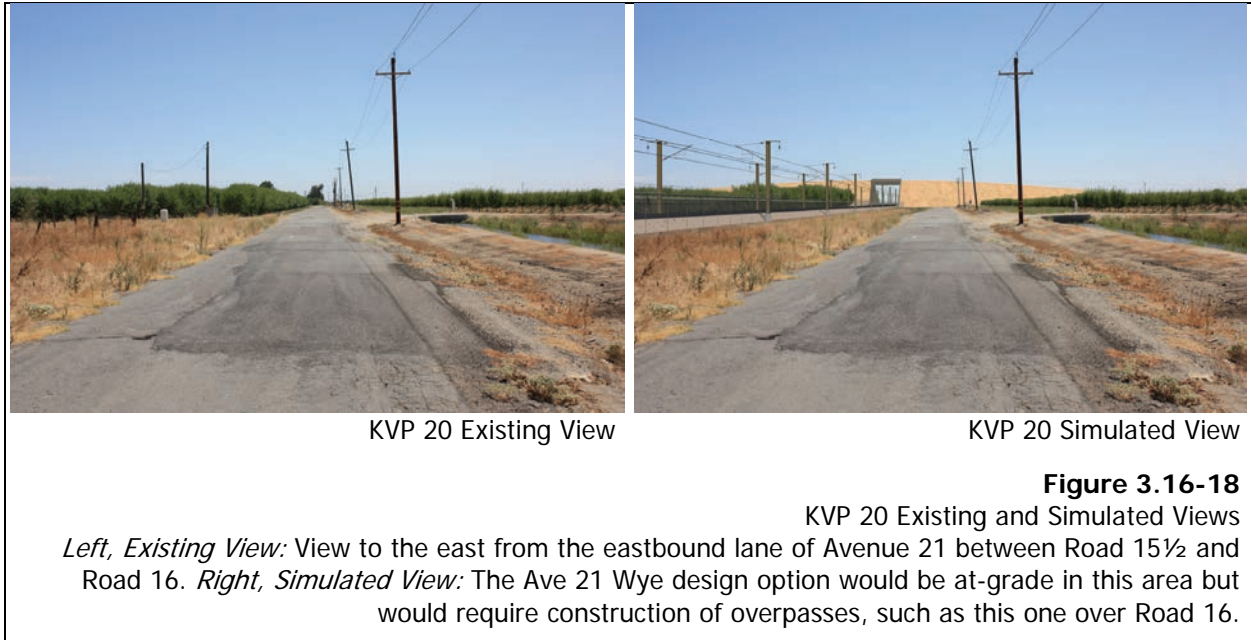 KVP 20 Existing View
KVP 20 Simulated View
Figure 3.16-18
KVP 20 Existing and Simulated Views
Left, Existing View: View to the east from the eastbound lane of Avenue 21 between Road 15½ and
Road 16. Right, Simulated View: The Ave 21 Wye design option would be at-grade in this area but
would require construction of overpasses, such as this one over Road 16.